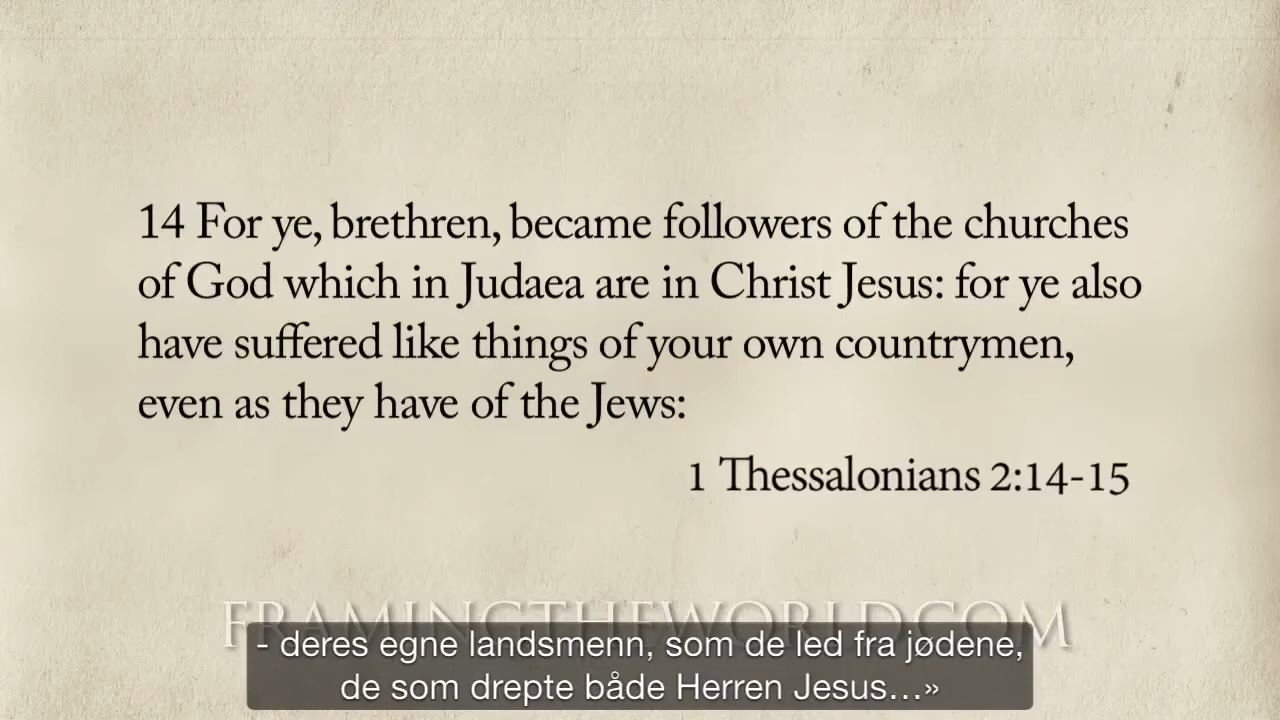 14 For ye, brethren, became followers of the churches
of God which in Judaea are in Christ Jesus: for ye also
have suffered like things of your own countrymen,
even as they have of the Jews:
1 Thessalonians 2:14-15
FRAMINGTHEWORLD.COM
- deres egne landsmenn, som de led fra jødene,
de som drepte både Herren Jesus...»